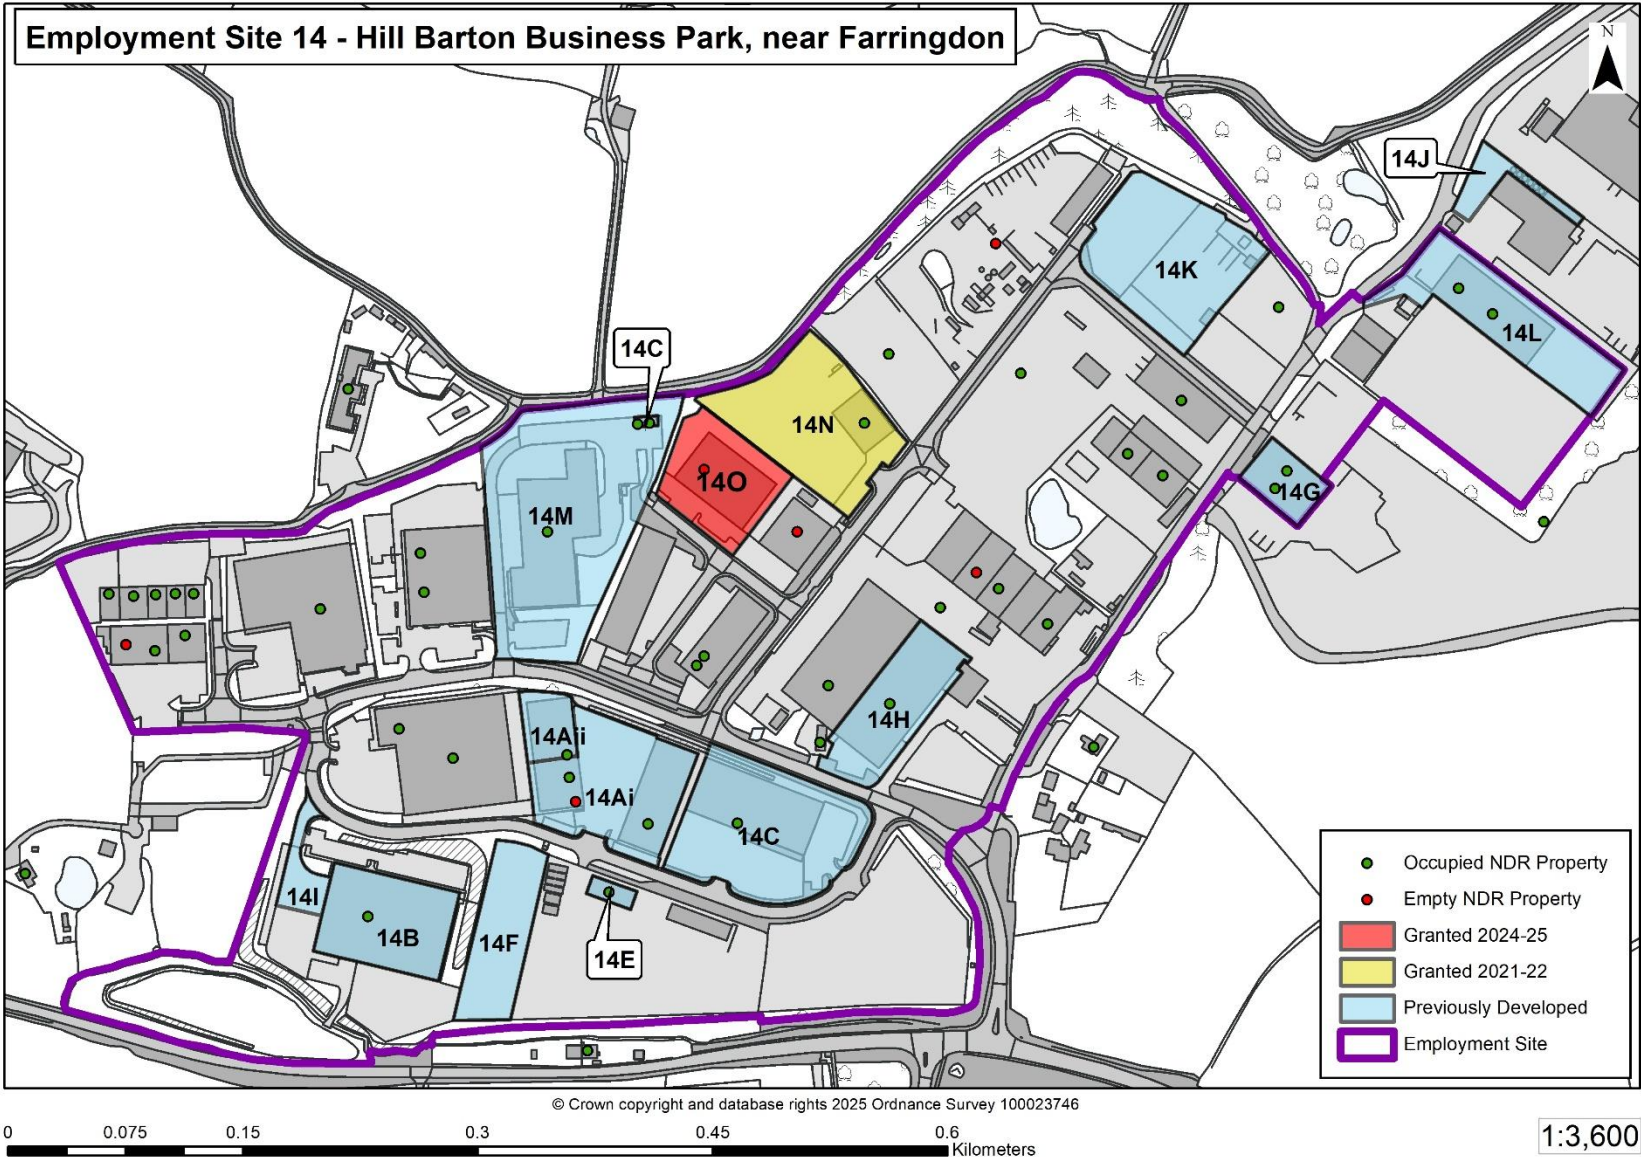 Employment Site 14 - Hill Barton Business Park, near Farringdon
N
14J
14K
14L
14C
14N
14O
14M
14G
14H
14Aii
14Ai
14C
14I
14B
14F
14E
Occupied NDR Property
Empty NDR Property
Granted 2024-25
Granted 2021-22
Previously Developed
Employment Site
© Crown copyright and database rights 2025 Ordnance Survey 100023746
0 0.075 0.15 0.3 0.45 0.6
Kilometers
1:3,600